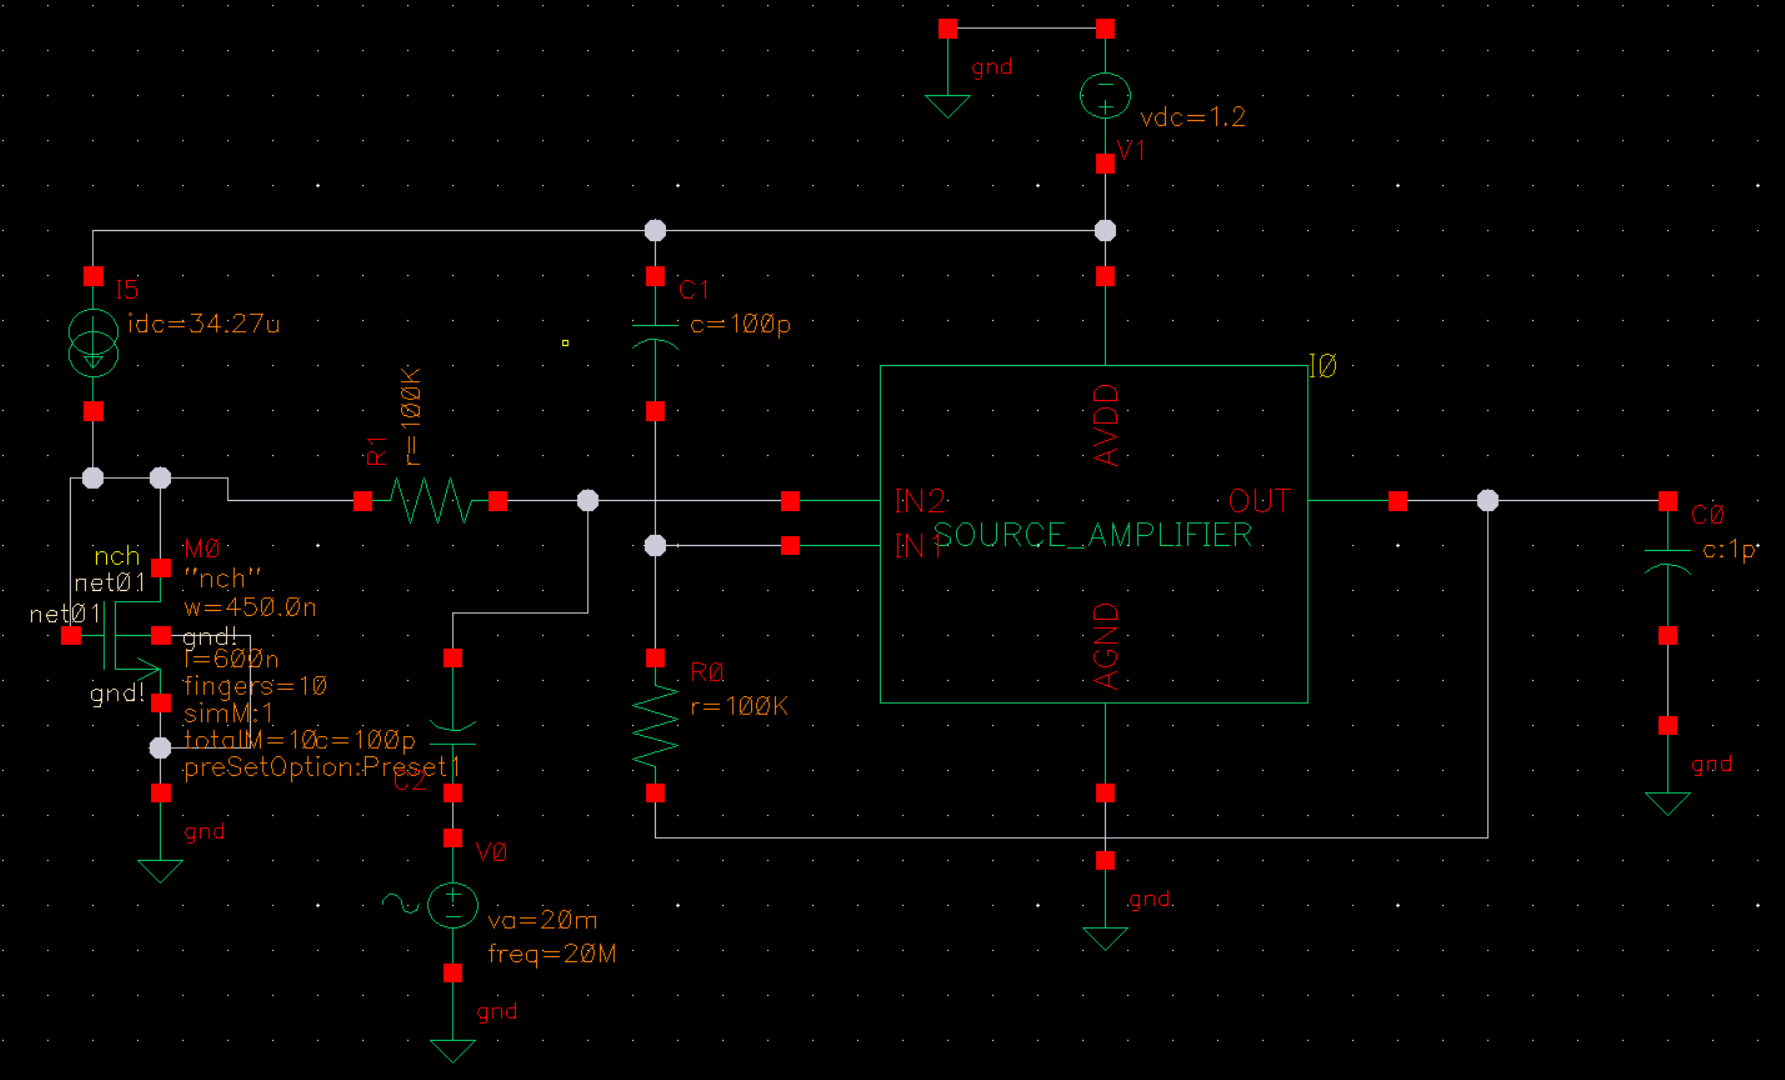 gnd
vdc=1.2
V1
I5
idc=34.27u
C1
c=100p
R1
r=100K
I0
AVDD
IN2
OUT
SOURCE_AMPLIFIER
IN1
AGND
C0
c:1p
nch
M0
net01
"nch"
net01
w=450.0n
gnd!
l=600n
gnd!
fingers=10
simM:1
totalM=10
c=100p
preSetOption:Preset1
C2
R0
r=100K
gnd
gnd
V0
va=20m
freq=20M
gnd
gnd